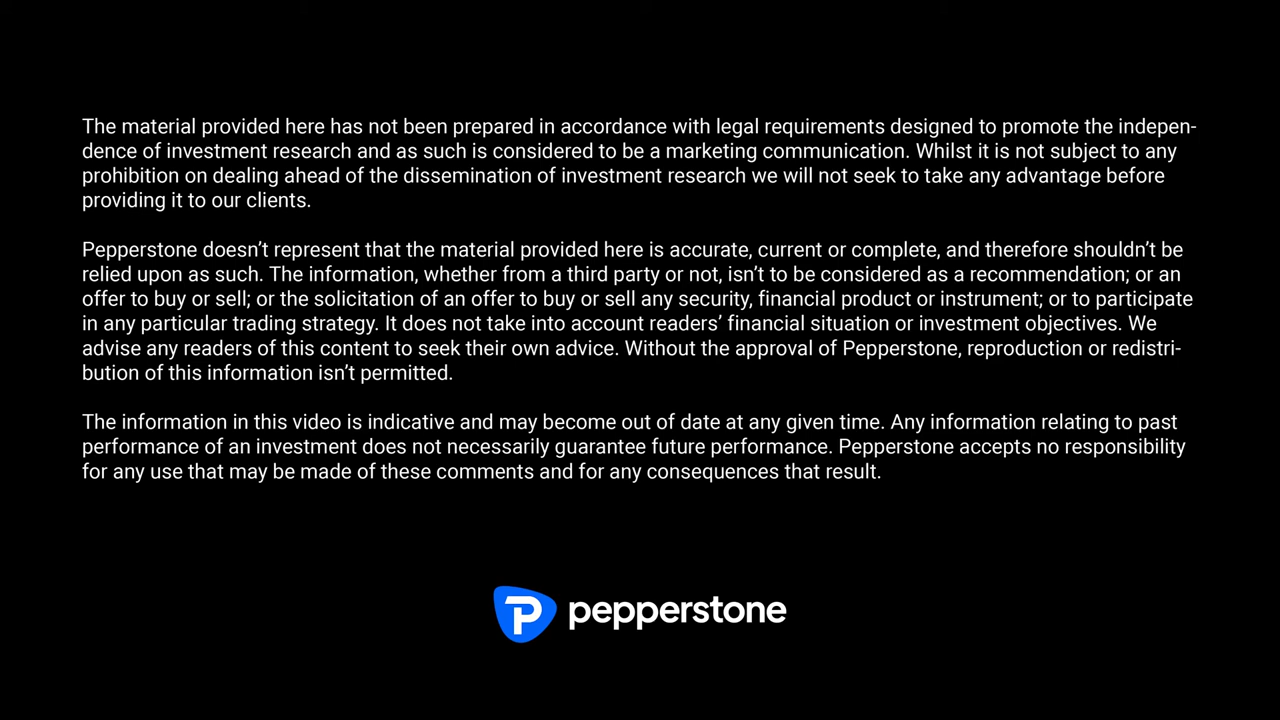 The material provided here has not been prepared in accordance with legal requirements designed to promote the indepen-
dence of investment research and as such is considered to be a marketing communication. Whilst it is not subject to any
prohibition on dealing ahead of the dissemination of investment research we will not seek to take any advantage before
providing it to our clients.
Pepperstone doesn’t represent that the material provided here is accurate, current or complete, and therefore shouldn’t be
relied upon as such. The information, whether from a third party or not, isn’t to be considered as a recommendation; or an
offer to buy or sell; or the solicitation of an offer to buy or sell any security, financial product or instrument; or to participate
in any particular trading strategy. It does not take into account readers’ financial situation or investment objectives. We
advise any readers of this content to seek their own advice. Without the approval of Pepperstone, reproduction or redistri-
bution of this information isn’t permitted.
The information in this video is indicative and may become out of date at any given time. Any information relating to past
performance of an investment does not necessarily guarantee future performance. Pepperstone accepts no responsibility
for any use that may be made of these comments and for any consequences that result.
P pepperstone